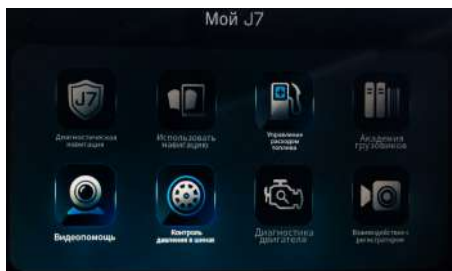 Мой J7
J7
Диагностическая
навигация
Использовать
навигацию
Управление
расходом
топлива
Академия
грузовиков
Видеопомощь
Контроль
давления в шинах
Диагностика
двигателя
Взаимодействие с
регистратором